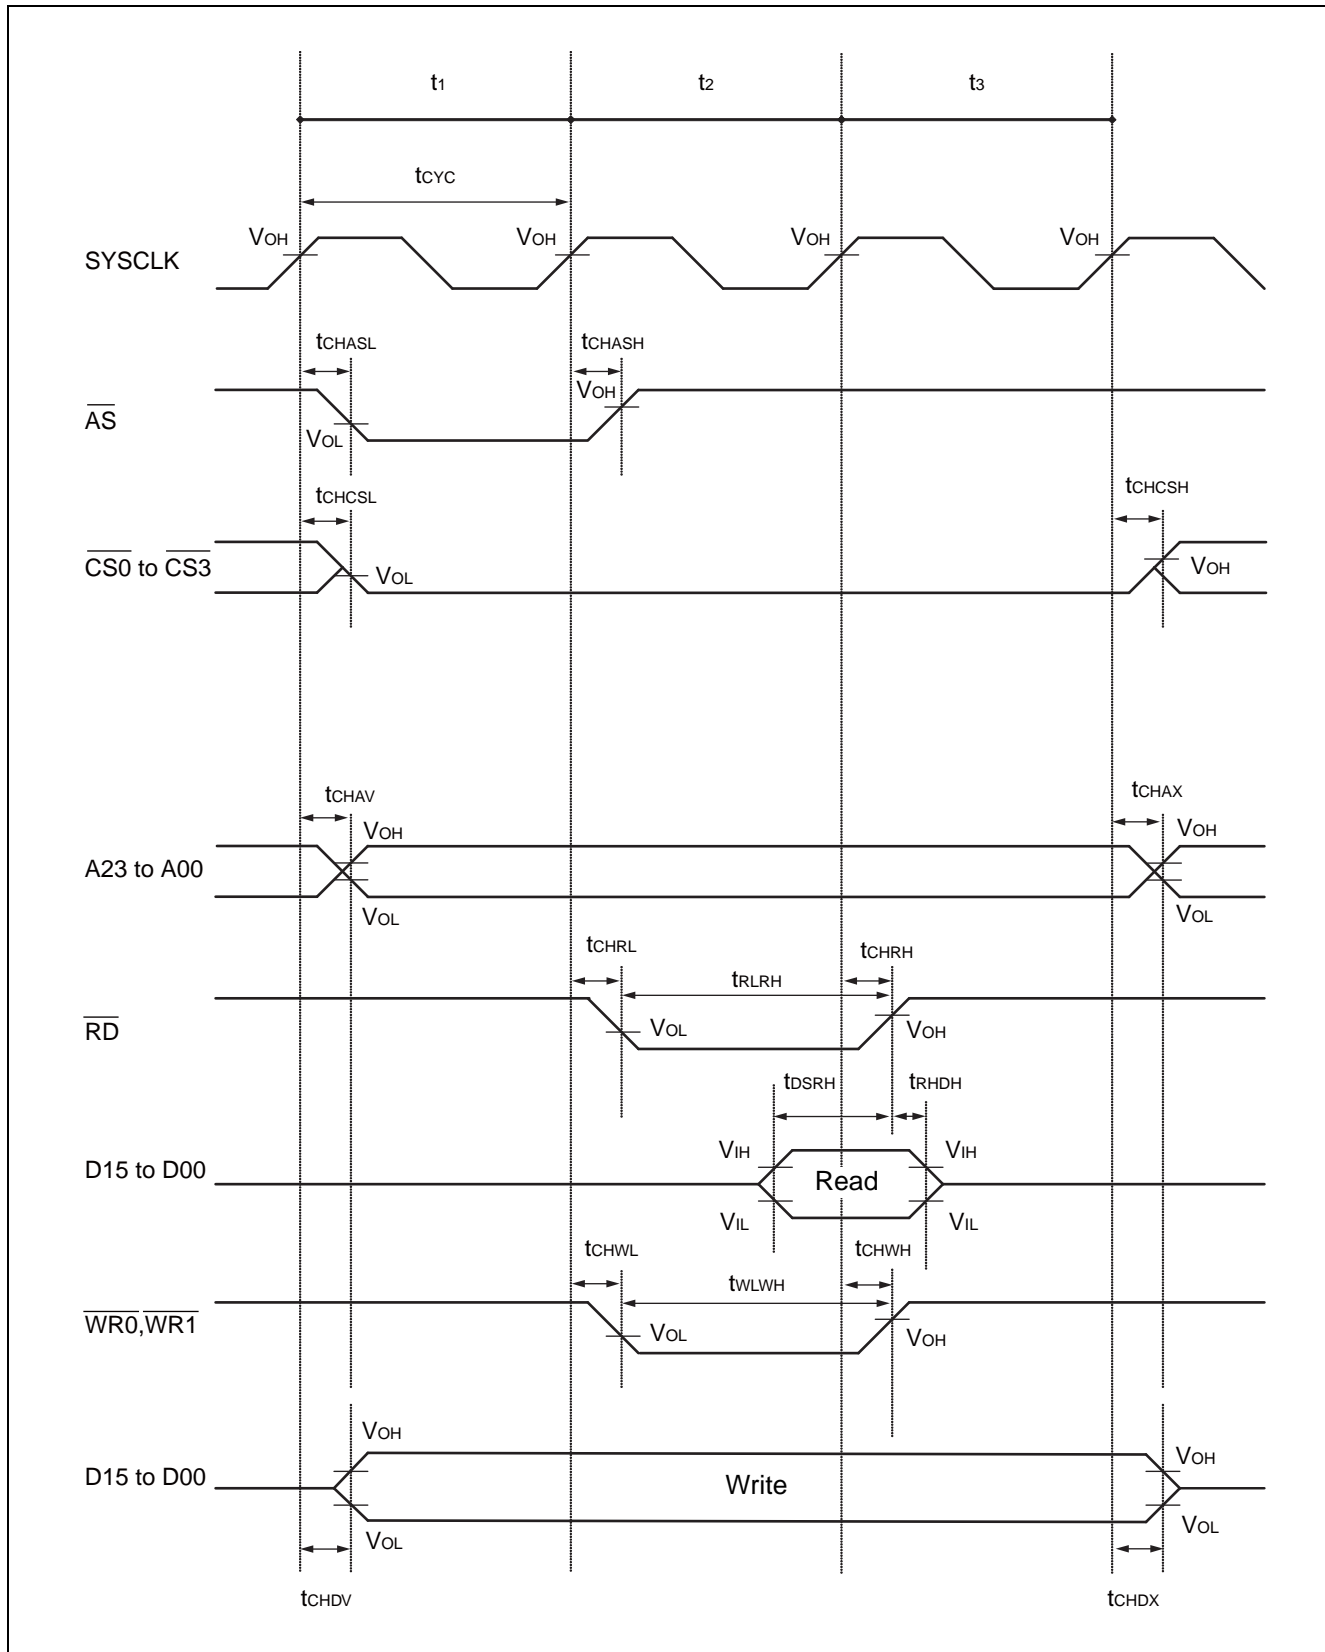 t1 t2 t3
tCYC
VOH VOH VOH VOH
SYSCLK
tCHASL tCHASH
VOH
AS
VOL
tCHCSL tCHCSH
CS0 to CS3
VOL VOH
tCHAV tCHAX
VOH VOH
A23 to A00
VOL VOL
tCHRL tCHRH
tRLRH
RD
VOL VOH
tDSRH tRHDH
VIH VIH
D15 to D00 Read
VIL VIL
tCHWL tCHWH
tWLWH
WR0,WR1
VOL VOH
VOH VOH
D15 to D00 Write
VOL VOL
tCHDV tCHDX